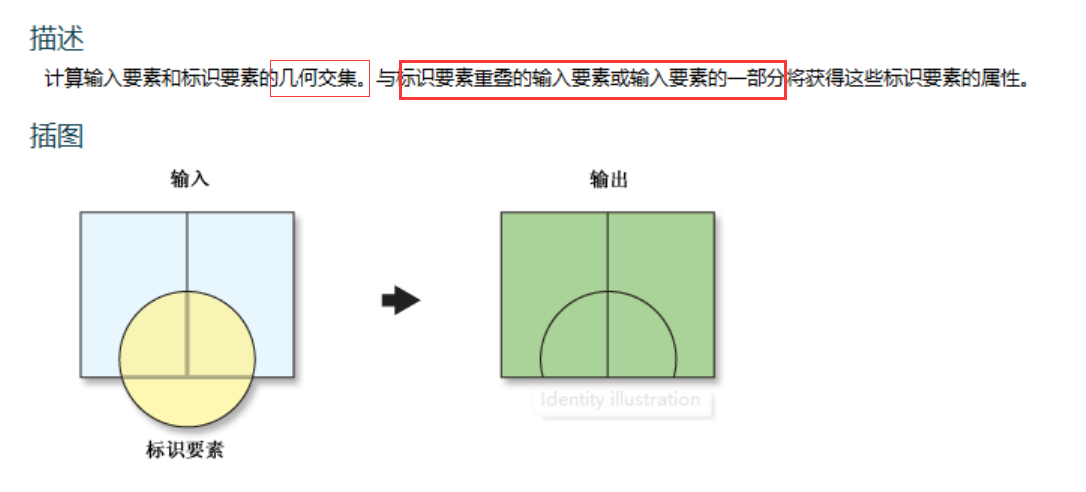 描述
计算输入要素和标识要素的几何交集。与标识要素重叠的输入要素或输入要素的一部分将获得这些标识要素的属性。
插图
输入
输出
Identity illustration
标识要素